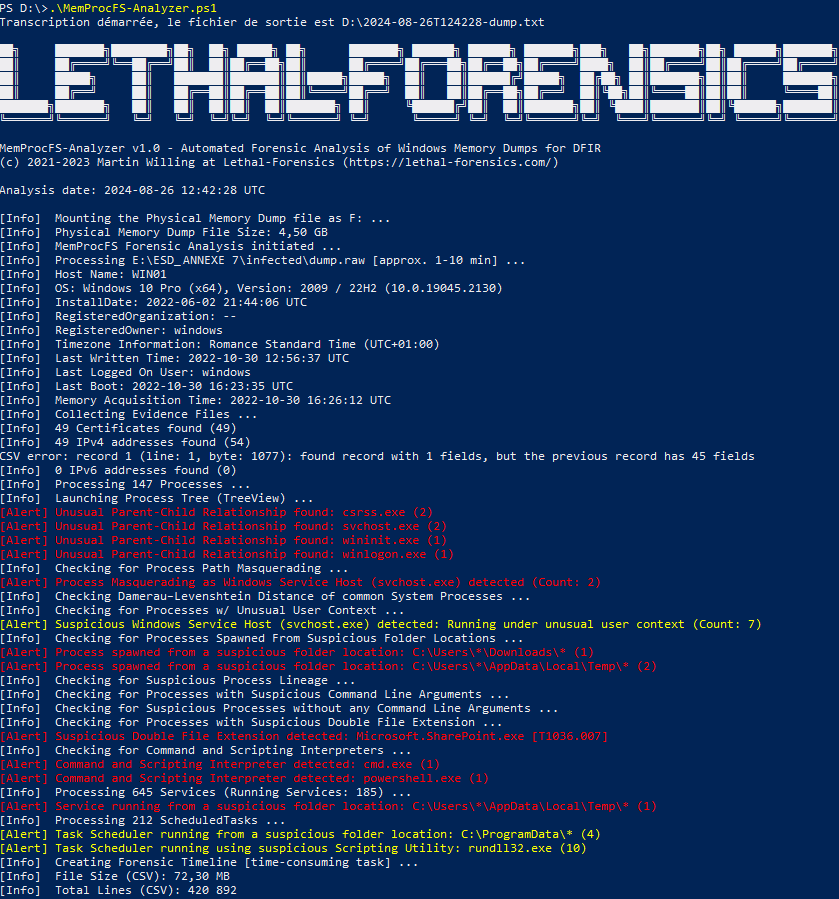 PS D:\>.\MemProcFS-Analyzer.ps1
Transcription démarrée, le fichier de sortie est D:\2024-08-26T124228-dump.txt
LETHAL-FORENSICS
MemProcFS-Analyzer v1.0 - Automated Forensic Analysis of Windows Memory Dumps for DFIR
(c) 2021-2023 Martin Willing at Lethal-Forensics (https://lethal-forensics.com/)
Analysis date: 2024-08-26 12:42:28 UTC
[Info]  Mounting the Physical Memory Dump file as F: ...
[Info]  Physical Memory Dump File Size: 4,50 GB
[Info]  MemProcFS Forensic Analysis initiated ...
[Info]  Processing E:\ESD_ANNEXE 7\infected\dump.raw [approx. 1-10 min] ...
[Info]  Host Name: WIN01
[Info]  OS: Windows 10 Pro (x64), Version: 2009 / 22H2 (10.0.19045.2130)
[Info]  InstallDate: 2022-06-02 21:44:06 UTC
[Info]  RegisteredOrganization: --
[Info]  RegisteredOwner: windows
[Info]  Timezone Information: Romance Standard Time (UTC+01:00)
[Info]  Last Written Time: 2022-10-30 12:56:37 UTC
[Info]  Last Logged On User: windows
[Info]  Last Boot: 2022-10-30 16:23:35 UTC
[Info]  Memory Acquisition Time: 2022-10-30 16:26:12 UTC
[Info]  Collecting Evidence Files ...
[Info]  49 Certificates found (49)
[Info]  49 IPv4 addresses found (54)
CSV error: record 1 (line: 1, byte: 1077): found record with 1 fields, but the previous record has 45 fields
[Info]  0 IPv6 addresses found (0)
[Info]  Processing 147 Processes ...
[Info]  Launching Process Tree (TreeView) ...
[Alert] Unusual Parent-Child Relationship found: csrss.exe (2)
[Alert] Unusual Parent-Child Relationship found: svchost.exe (2)
[Alert] Unusual Parent-Child Relationship found: wininit.exe (1)
[Alert] Unusual Parent-Child Relationship found: winlogon.exe (1)
[Info]  Checking for Process Path Masquerading ...
[Alert] Process Masquerading as Windows Service Host (svchost.exe) detected (Count: 2)
[Info]  Checking Damerau-Levenshtein Distance of common System Processes ...
[Info]  Checking for Processes w/ Unusual User Context ...
[Alert] Suspicious Windows Service Host (svchost.exe) detected: Running under unusual user context (Count: 7)
[Info]  Checking for Processes Spawned From Suspicious Folder Locations ...
[Alert] Process spawned from a suspicious folder location: C:\Users\*\Downloads\* (1)
[Alert] Process spawned from a suspicious folder location: C:\Users\*\AppData\Local\Temp\* (2)
[Info]  Checking for Suspicious Process Lineage ...
[Info]  Checking for Processes with Suspicious Command Line Arguments ...
[Info]  Checking for Suspicious Processes without any Command Line Arguments ...
[Info]  Checking for Processes with Suspicious Double File Extension ...
[Alert] Suspicious Double File Extension detected: Microsoft.SharePoint.exe [T1036.007]
[Info]  Checking for Command and Scripting Interpreters ...
[Alert] Command and Scripting Interpreter detected: cmd.exe (1)
[Alert] Command and Scripting Interpreter detected: powershell.exe (1)
[Info]  Processing 645 Services (Running Services: 185) ...
[Alert] Service running from a suspicious folder location: C:\Users\*\AppData\Local\Temp\* (1)
[Info]  Processing 212 ScheduledTasks ...
[Alert] Task Scheduler running from a suspicious folder location: C:\ProgramData\* (4)
[Alert] Task Scheduler running using suspicious Scripting Utility: rundll32.exe (10)
[Info]  Creating Forensic Timeline [time-consuming task] ...
[Info]  File Size (CSV): 72,30 MB
[Info]  Total Lines (CSV): 420 892